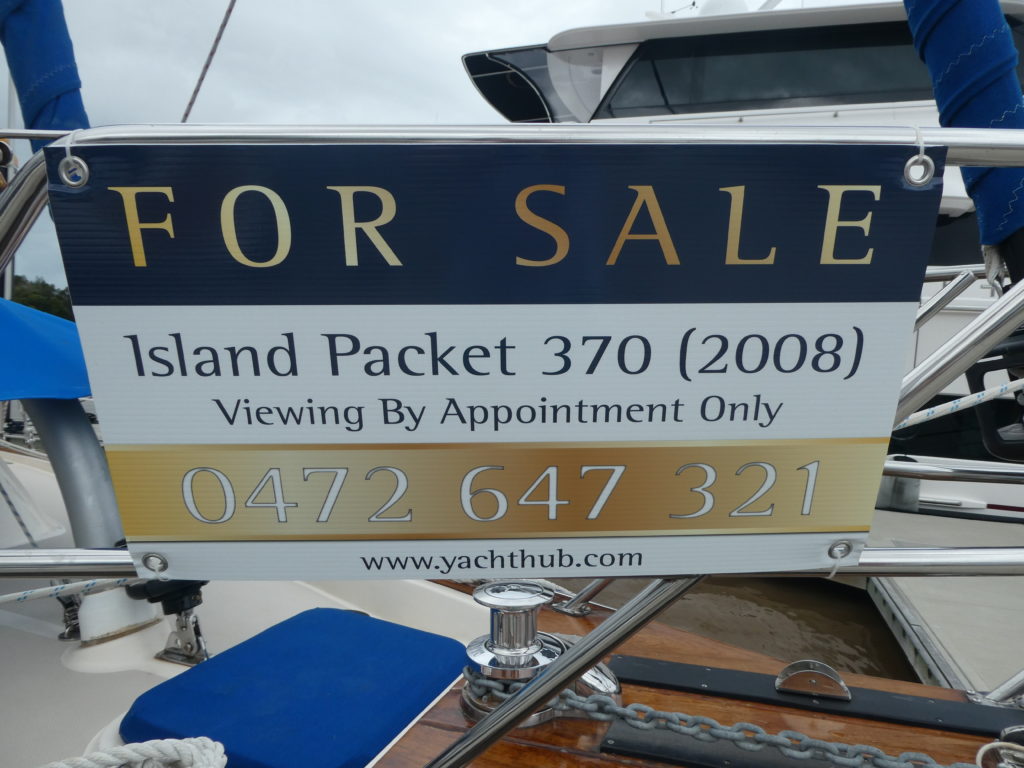 FOR SALE
Island Packet 370 (2008)
Viewing By Appointment Only
0472 647 321
www.yachthub.com